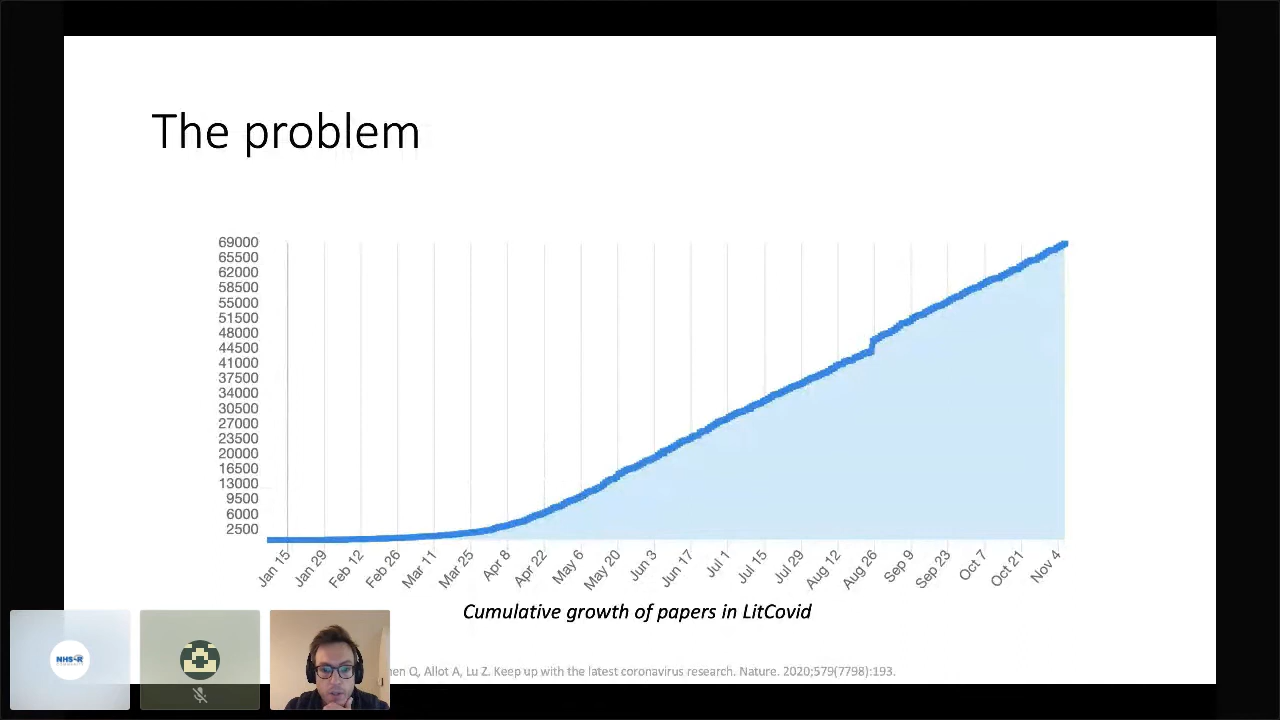 The problem
69000
65500
62000
58500
55000
51500
48000
44500
41000
37500
34000
30500
27000
23500
20000
16500
13000
9500
6000
2500
Jan 15
Jan 29
Feb 12
Feb 26
Mar 11
Mar 25
Apr 8
Apr 22
May 6
May 20
Jun 3
Jun 17
Jul 1
Jul 15
Jul 29
Aug 12
Aug 26
Sep 9
Sep 23
Oct 7
Oct 21
Nov 4
Cumulative growth of papers in LitCovid
Q, Allot A, Lu Z. Keep up with the latest coronavirus research. Nature. 2020;579(7798):193.
NHS-R